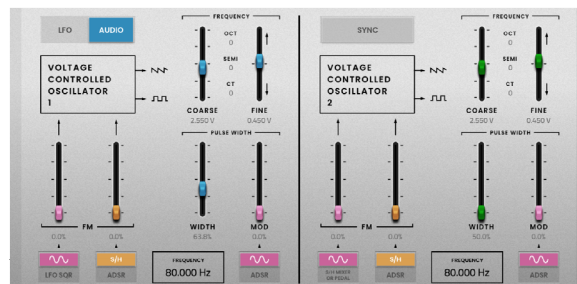 LFO
AUDIO
FREQUENCY
OCT
0
SEMI
0
CT
0
VOLTAGE
CONTROLLED
OSCILLATOR
1
COARSE
FINE
2.550 V
0.450 V
PULSE WIDTH
FM
0.0%
0.0%
WIDTH
MOD
63.8%
0.0%
LFO SQR
S/H
ADSR
FREQUENCY
80.000 Hz
ADSR
SYNC
FREQUENCY
OCT
0
SEMI
0
CT
0
VOLTAGE
CONTROLLED
OSCILLATOR
2
COARSE
FINE
2.550 V
0.450 V
PULSE WIDTH
FM
0.0%
0.0%
WIDTH
MOD
50.0%
0.0%
S/H MIXER
OR PEDAL
S/H
ADSR
FREQUENCY
80.000 Hz
ADSR